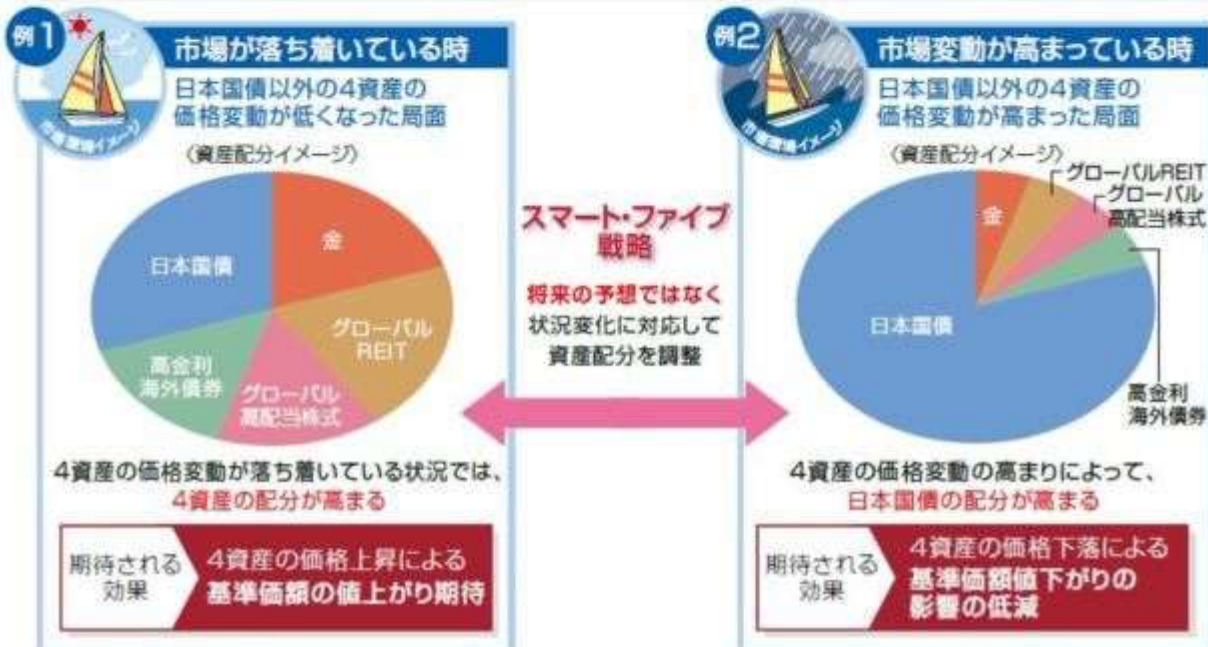 例1
市場が落ち着いている時
日本国債以外の4資産の
価格変動が低くなった局面
市場環境イメージ
〈資産配分イメージ〉
金
グローバル
REIT
グローバル
高配当株式
高金利
海外債券
日本国債
4資産の価格変動が落ち着いている状況では、
4資産の配分が高まる
期待される
効果
4資産の価格上昇による
基準価額の値上がり期待
スマート・ファイブ
戦略
将来の予想ではなく
状況変化に対応して
資産配分を調整
例2
市場変動が高まっている時
日本国債以外の4資産の
価格変動が高まった局面
市場環境イメージ
〈資産配分イメージ〉
金
グローバルREIT
グローバル
高配当株式
高金利
海外債券
日本国債
4資産の価格変動の高まりによって、
日本国債の配分が高まる
期待される
効果
4資産の価格下落による
基準価額値下がりの
影響の低減